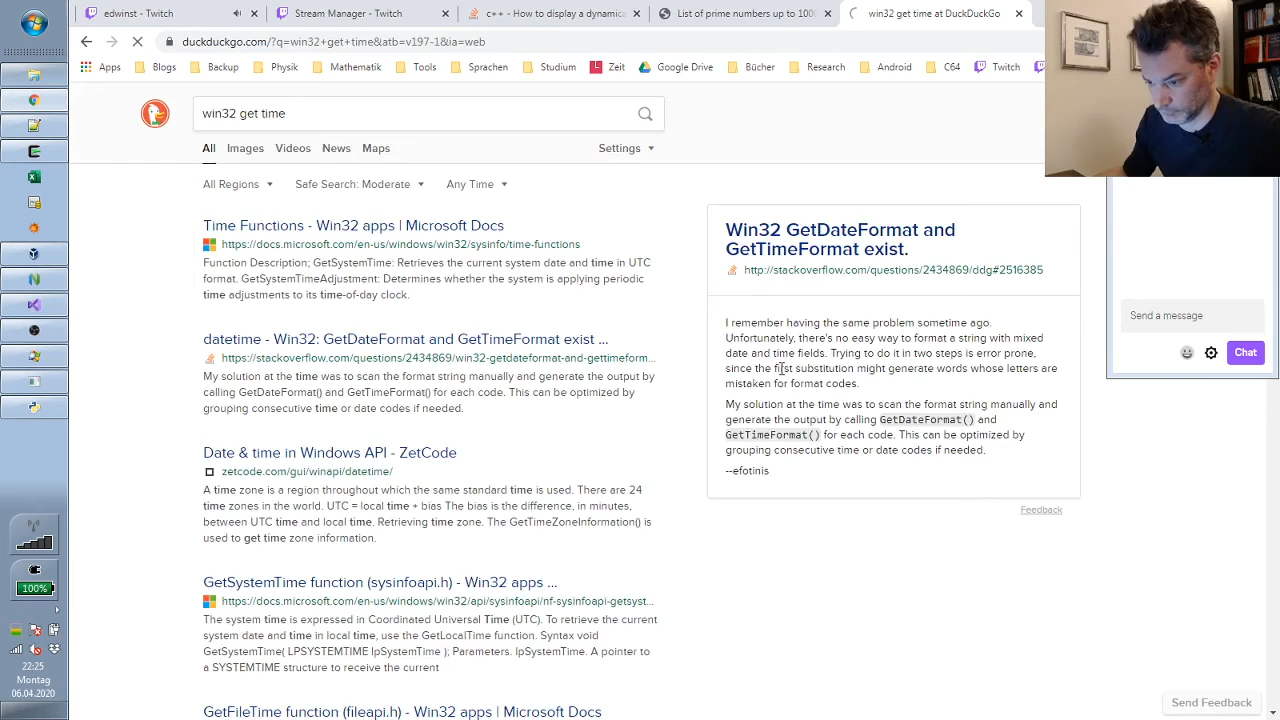 edwinst - Twitch
Stream Manager - Twitch
c++ - How to display a dynamica
List of prime numbers up to 1000
win32 get time at DuckDuckGo
duckduckgo.com/?q=win32+get+time&atb=v197-1&ia=web
Apps
Blogs
Backup
Physik
Mathemat
Tools
Sprachen
Studium
Zeit
Google Drive
Bücher
Research
Android
C64
Twitch
win32 get time
All
Images
Videos
News
Maps
Settings
All Regions
Safe Search: Moderate
Any Time
Time Functions - Win32 apps | Microsoft Docs
https://docs.microsoft.com/en-us/windows/win32/sysinfo/time-functions
Function Description; GetSystemTime: Retrieves the current system date and time in UTC
format. GetSystemTimeAdjustment: Determines whether the system is applying periodic
time adjustments to its time-of-day clock.
datetime - Win32: GetDateFormat and GetTimeFormat exist ...
https://stackoverflow.com/questions/2434869/win32-getdateformat-and-gettimeform...
My solution at the time was to scan the format string manually and generate the output by
calling GetDateFormat() and GetTimeFormat() for each code. This can be optimized by
grouping consecutive time or date codes if needed.
Date & time in Windows API - ZetCode
zetcode.com/gui/winapi/datetime/
A time zone is a region throughout which the same standard time is used. There are 24
time zones in the world. UTC = local time + bias The bias is the difference, in minutes,
between UTC time and local time. Retrieving time zone. The GetTimeZoneInformation() is
used to get time zone information.
GetSystemTime function (sysinfoapi.h) - Win32 apps ...
https://docs.microsoft.com/en-us/windows/win32/api/sysinfoapi/nf-sysinfoapi-getsyst...
The system time is expressed in Coordinated Universal Time (UTC). To retrieve the current
system date and time in local time, use the GetLocalTime function. Syntax void
GetSystemTime( LPSYSTEMTIME lpSystemTime ); Parameters. lpSystemTime. A pointer to
a SYSTEMTIME structure to receive the current
GetFileTime function (fileapi.h) - Win32 apps | Microsoft Docs
Win32 GetDateFormat and
GetTimeFormat exist.
http://stackoverflow.com/questions/2434869/ddg#2516385
I remember having the same problem sometime ago.
Unfortunately, there's no easy way to format a string with mixed
date and time fields. Trying to do it in two steps is error prone,
since the first substitution might generate words whose letters are
mistaken for format codes.
My solution at the time was to scan the format string manually and
generate the output by calling GetDateFormat() and
GetTimeFormat() for each code. This can be optimized by
grouping consecutive time or date codes if needed.
--efotinis
Feedback
Send a message
Chat
Send Feedback
100%
22:25
Montag
06.04.2020